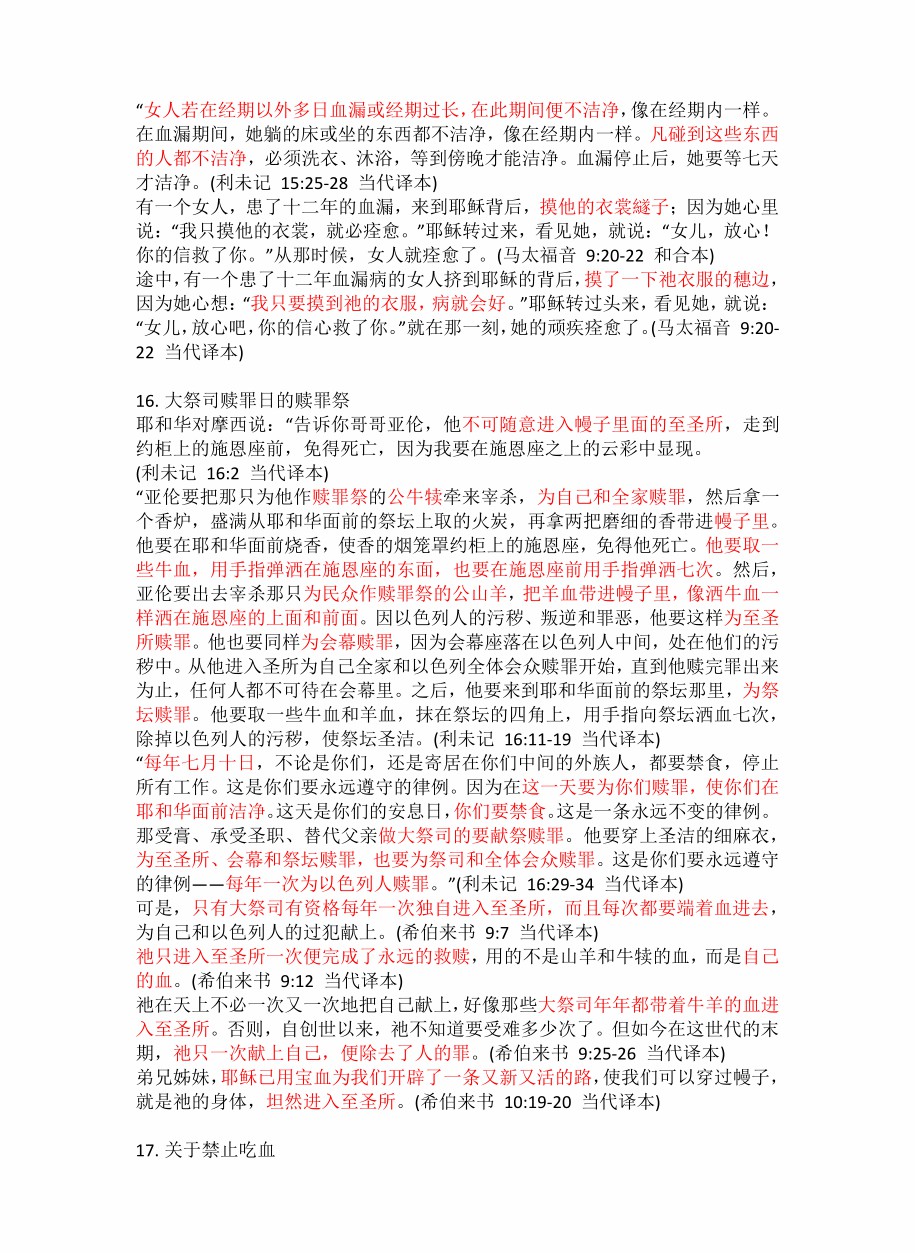 “女人若在经期以外多日血漏或经期过长，在此期间便不洁净，像在经期内一样。
在血漏期间，她躺的床或坐的东西都不洁净，像在经期内一样。凡碰到这些东西
的人都不洁净，必须洗衣、沐浴，等到傍晚才能洁净。血漏停止后，她要等七天
才洁净。(利未记 15:25-28 当代译本)
有一个女人，患了十二年的血漏，来到耶稣背后，摸他的衣裳繸子；因为她心里
说：“我只摸他的衣裳，就必痊愈。”耶稣转过来，看见她，就说：“女儿，放心！
你的信救了你。”从那时候，女人就痊愈了。(马太福音 9:20-22 和合本)
途中，有一个患了十二年血漏病的女人挤到耶稣的背后，摸了一下祂衣服的穗边，
因为她心想：“我只要摸到祂的衣服，病就会好。”耶稣转过头来，看见她，就说：
“女儿，放心吧，你的信心救了你。”就在那一刻，她的顽疾痊愈了。(马太福音 9:20-
22 当代译本)

16. 大祭司赎罪日的赎罪祭
耶和华对摩西说：“告诉你哥哥亚伦，他不可随意进入幔子里面的至圣所，走到
约柜上的施恩座前，免得死亡，因为我要在施恩座之上的云彩中显现。
(利未记 16:2 当代译本)
“亚伦要把那只为他作赎罪祭的公牛犊牵来宰杀，为自己和全家赎罪，然后拿一
个香炉，盛满从耶和华面前的祭坛上取的火炭，再拿两把磨细的香带进幔子里。
他要在耶和华面前烧香，使香的烟笼罩约柜上的施恩座，免得他死亡。他要取一
些牛血，用手指弹洒在施恩座的东面，也要在施恩座前用手指弹洒七次。然后，
亚伦要出去宰杀那只为民众作赎罪祭的公山羊，把羊血带进幔子里，像洒牛血一
样洒在施恩座的上面和前面。因以色列人的污秽、叛逆和罪恶，他要这样为至圣
所赎罪。他也要同样为会幕赎罪，因为会幕座落在以色列人中间，处在他们的污
秽中。从他进入圣所为自己全家和以色列全体会众赎罪开始，直到他赎完罪出来
为止，任何人都不可待在会幕里。之后，他要来到耶和华面前的祭坛那里，为祭
坛赎罪。他要取一些牛血和羊血，抹在祭坛的四角上，用手指向祭坛洒血七次，
除掉以色列人的污秽，使祭坛圣洁。(利未记 16:11-19 当代译本)
“每年七月十日，不论是你们，还是寄居在你们中间的外族人，都要禁食，停止
所有工作。这是你们要永远遵守的律例。因为在这一天要为你们赎罪，使你们在
耶和华面前洁净。这天是你们的安息日，你们要禁食。这是一条永远不变的律例。
那受膏、承受圣职、替代父亲做大祭司的要献祭赎罪。他要穿上圣洁的细麻衣，
为至圣所、会幕和祭坛赎罪，也要为祭司和全体会众赎罪。这是你们要永远遵守
的律例——每年一次为以色列人赎罪。”(利未记 16:29-34 当代译本)
可是，只有大祭司有资格每年一次独自进入至圣所，而且每次都要端着血进去，
为自己和以色列人的过犯献上。(希伯来书 9:7 当代译本)
祂只进入至圣所一次便完成了永远的救赎，用的不是山羊和牛犊的血，而是自己
的血。(希伯来书 9:12 当代译本)
祂在天上不必一次又一次地把自己献上，好像那些大祭司年年都带着牛羊的血进
入至圣所。否则，自创世以来，祂不知道要受难多少次了。但如今在这世代的末
期，祂只一次献上自己，便除去了人的罪。(希伯来书 9:25-26 当代译本)
弟兄姊妹，耶稣已用宝血为我们开辟了一条又新又活的路，使我们可以穿过幔子，
就是祂的身体，坦然进入至圣所。(希伯来书 10:19-20 当代译本)

17. 关于禁止吃血